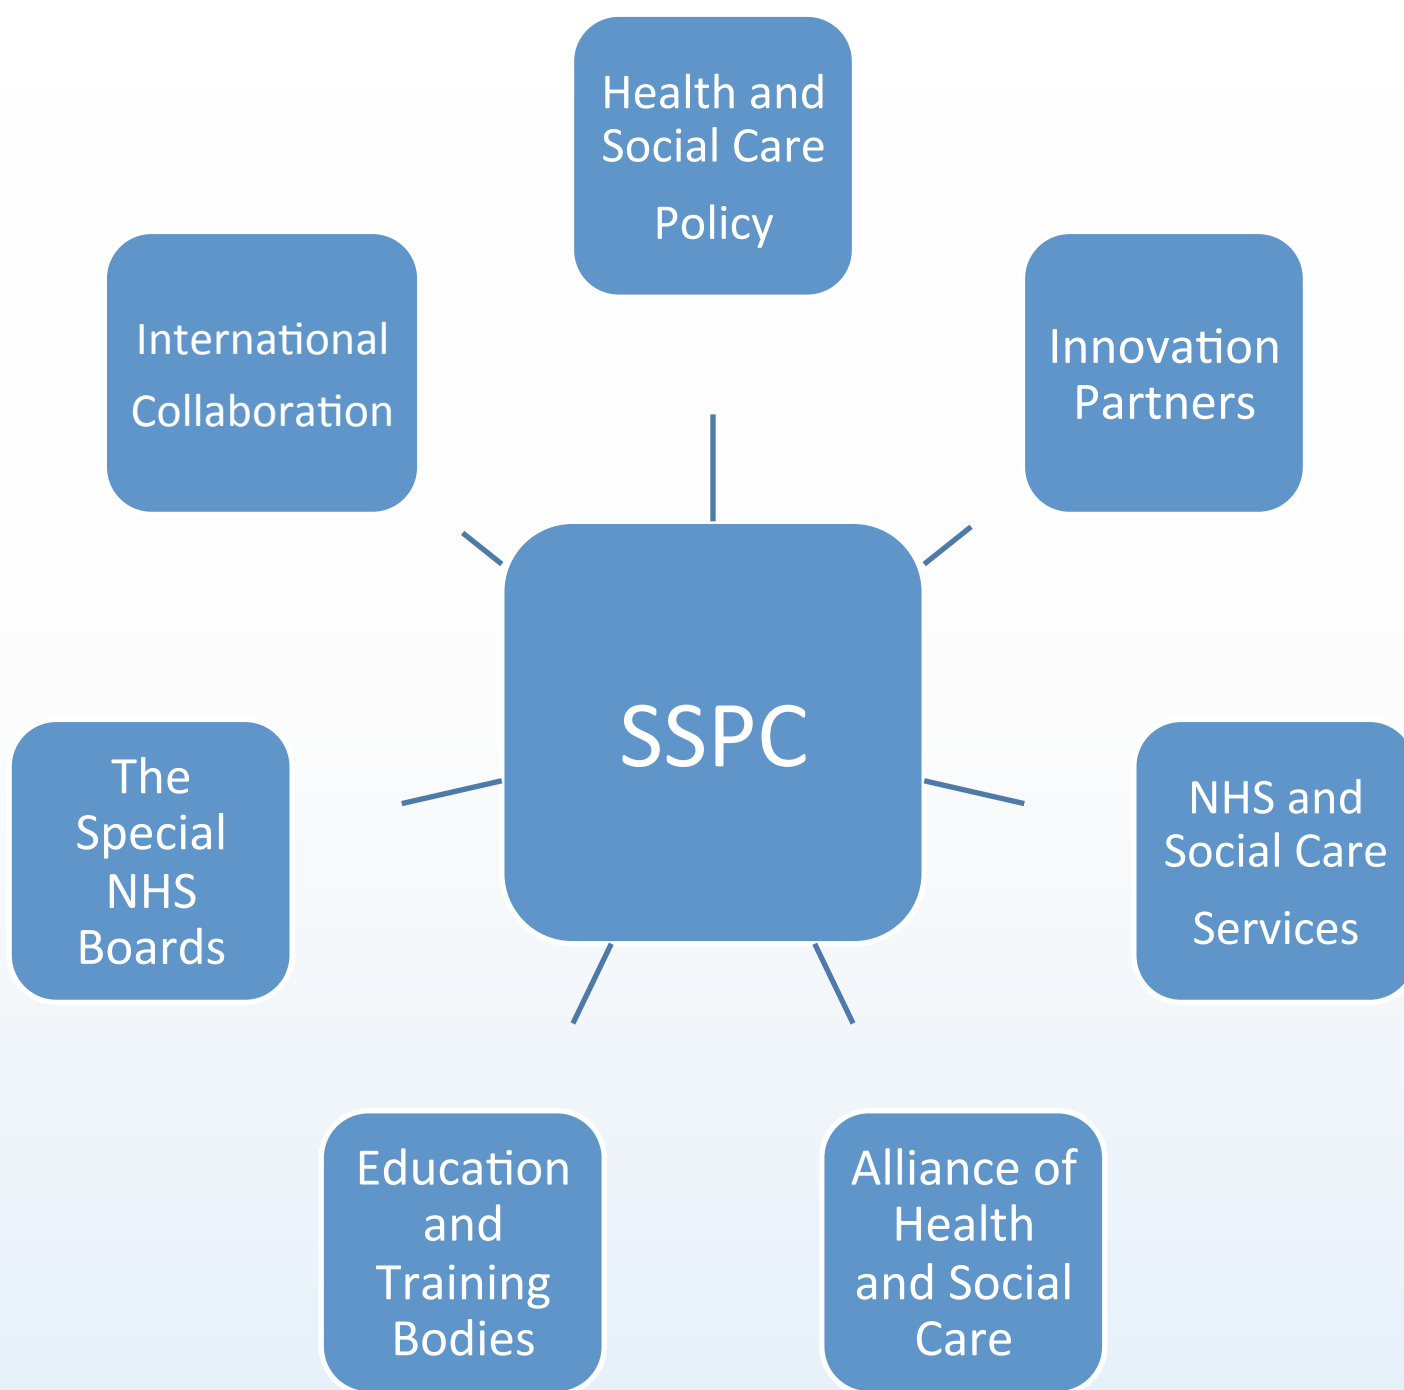 Health and
Social Care
Policy
International
Collaboration
Innovation
Partners
SSPC
The
Special
NHS
Boards
NHS and
Social Care
Services
Education
and
Training
Bodies
Alliance of
Health
and Social
Care